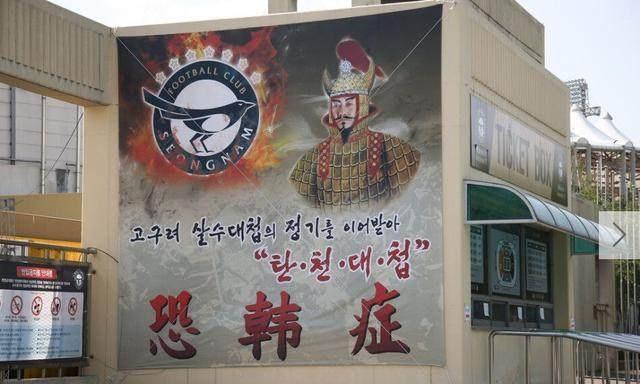 FOOTBALL CLUB
SEONGNAM
고구려 살수대첩의 정기를 이어받아
“탄·천·대·첩”
恐韩症
TICKET BOX